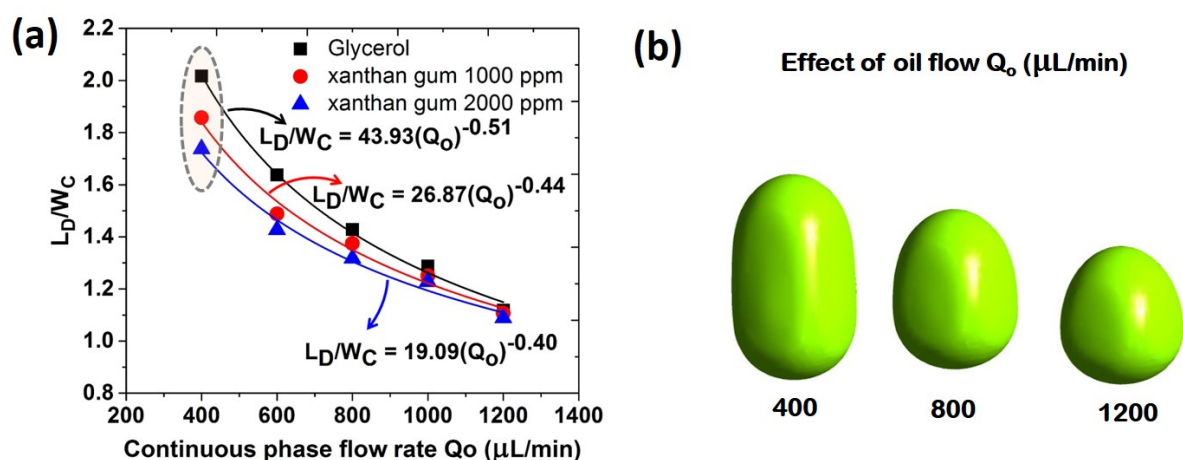 (a)
2.2
2.0
1.8
1.6
1.4
1.2
1.0
0.8
L_D/W_C
Glycerol
xanthan gum 1000 ppm
xanthan gum 2000 ppm
L_D/W_C = 43.93(Q_o)^-0.51
L_D/W_C = 26.87(Q_o)^-0.44
L_D/W_C = 19.09(Q_o)^-0.40
200 400 600 800 1000 1200 1400
Continuous phase flow rate Qo (μL/min)
(b)
Effect of oil flow Q_o (μL/min)
400 800 1200